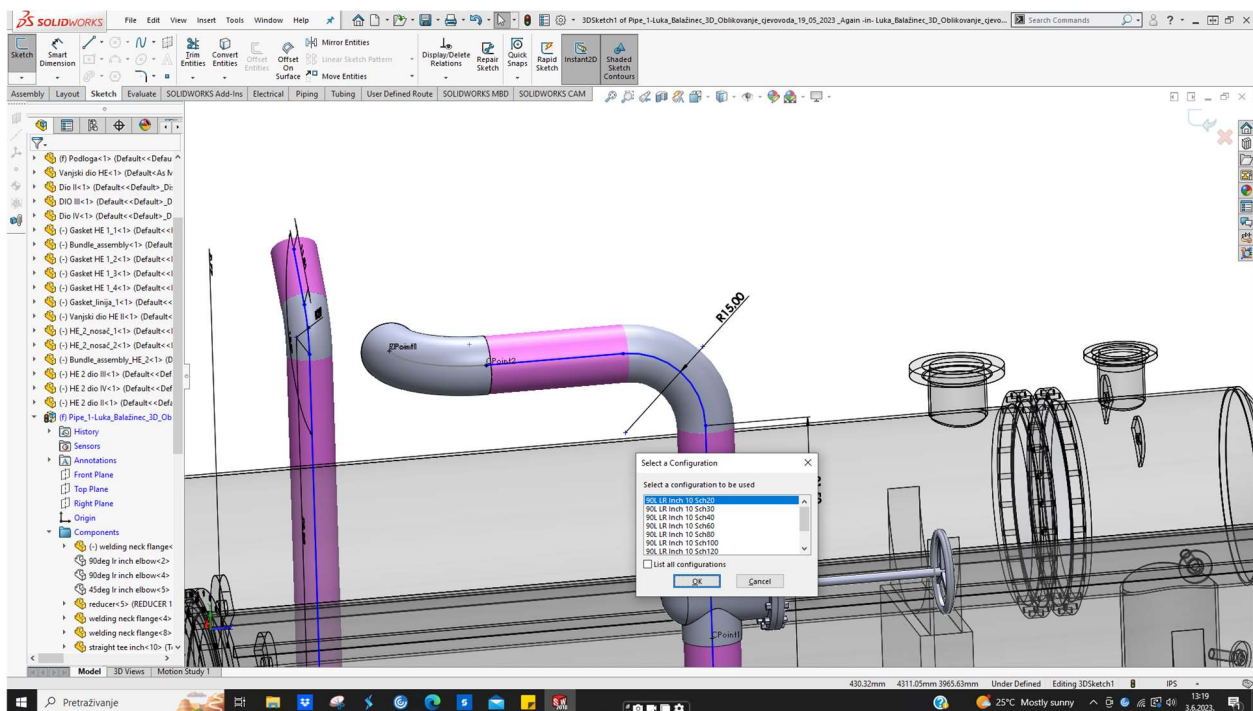 SOLIDWORKS File Edit View Insert Tools Window Help
3DSketch1 of Pipe_1-Luka_Balažinec_3D_Oblikovanje_cjevovoda_19_05_2023 _Again -in- Luka_Balažinec_3D_Oblikovanje_cjevo...
Search Commands
Sketch
Smart Dimension
Trim Entities
Convert Entities
Offset Entities
Offset On Surface
Mirror Entities
Linear Sketch Pattern
Move Entities
Display/Delete Relations
Repair Sketch
Quick Snaps
Rapid Sketch
Instant2D
Shaded Sketch Contours
Assembly Layout Sketch Evaluate SOLIDWORKS Add-Ins Electrical Piping Tubing User Defined Route SOLIDWORKS MBD SOLIDWORKS CAM
(f) Podloga<1> (Default<<Defau
Vanjski dio HE<1> (Default<As M
Dio II<1> (Default<<Default>_Di
DIO III<1> (Default<<Default>_D
Dio IV<1> (Default<<Default>_D
(-) Gasket HE 1_1<1> (Default<<
(-) Bundle_assembly<1> (Default
(-) Gasket HE 1_2<1> (Default<<
(-) Gasket HE 1_3<1> (Default<<
(-) Gasket HE 1_4<1> (Default<<
(-) Gasket_linija_1<1> (Default<<
(-) Vanjski dio HE II<1> (Default<
(-) HE_2_nosač_1<1> (Default<<
(-) HE_2_nosač_2<1> (Default<<
(-) Bundle_assembly_HE_2<1> (D
(-) HE 2 dio III<1> (Default<<Def
(-) HE 2 dio IV<1> (Default<<Def
(-) HE 2 dio II<1> (Default<<Defa
(f) Pipe_1-Luka_Balažinec_3D_Ob
History
Sensors
Annotations
Front Plane
Top Plane
Right Plane
Origin
Components
(-) welding neck flange<
90deg lr inch elbow<2>
90deg lr inch elbow<4>
45deg lr inch elbow<5>
reducer<5> (REDUCER 1
welding neck flange<4>
welding neck flange<8>
straight tee inch<10> (T
R15,00
CPoint1
CPoint2
Select a Configuration
Select a configuration to be used
90L LR Inch 10 Sch20
90L LR Inch 10 Sch30
90L LR Inch 10 Sch40
90L LR Inch 10 Sch60
90L LR Inch 10 Sch80
90L LR Inch 10 Sch100
90L LR Inch 10 Sch120
List all configurations
OK Cancel
CPoint1
Model 3D Views Motion Study 1
430.32mm 4311.05mm 3965.63mm Under Defined Editing 3DSketch1 IPS
Pretraživanje
25°C Mostly sunny
13:19
3.6.2023.